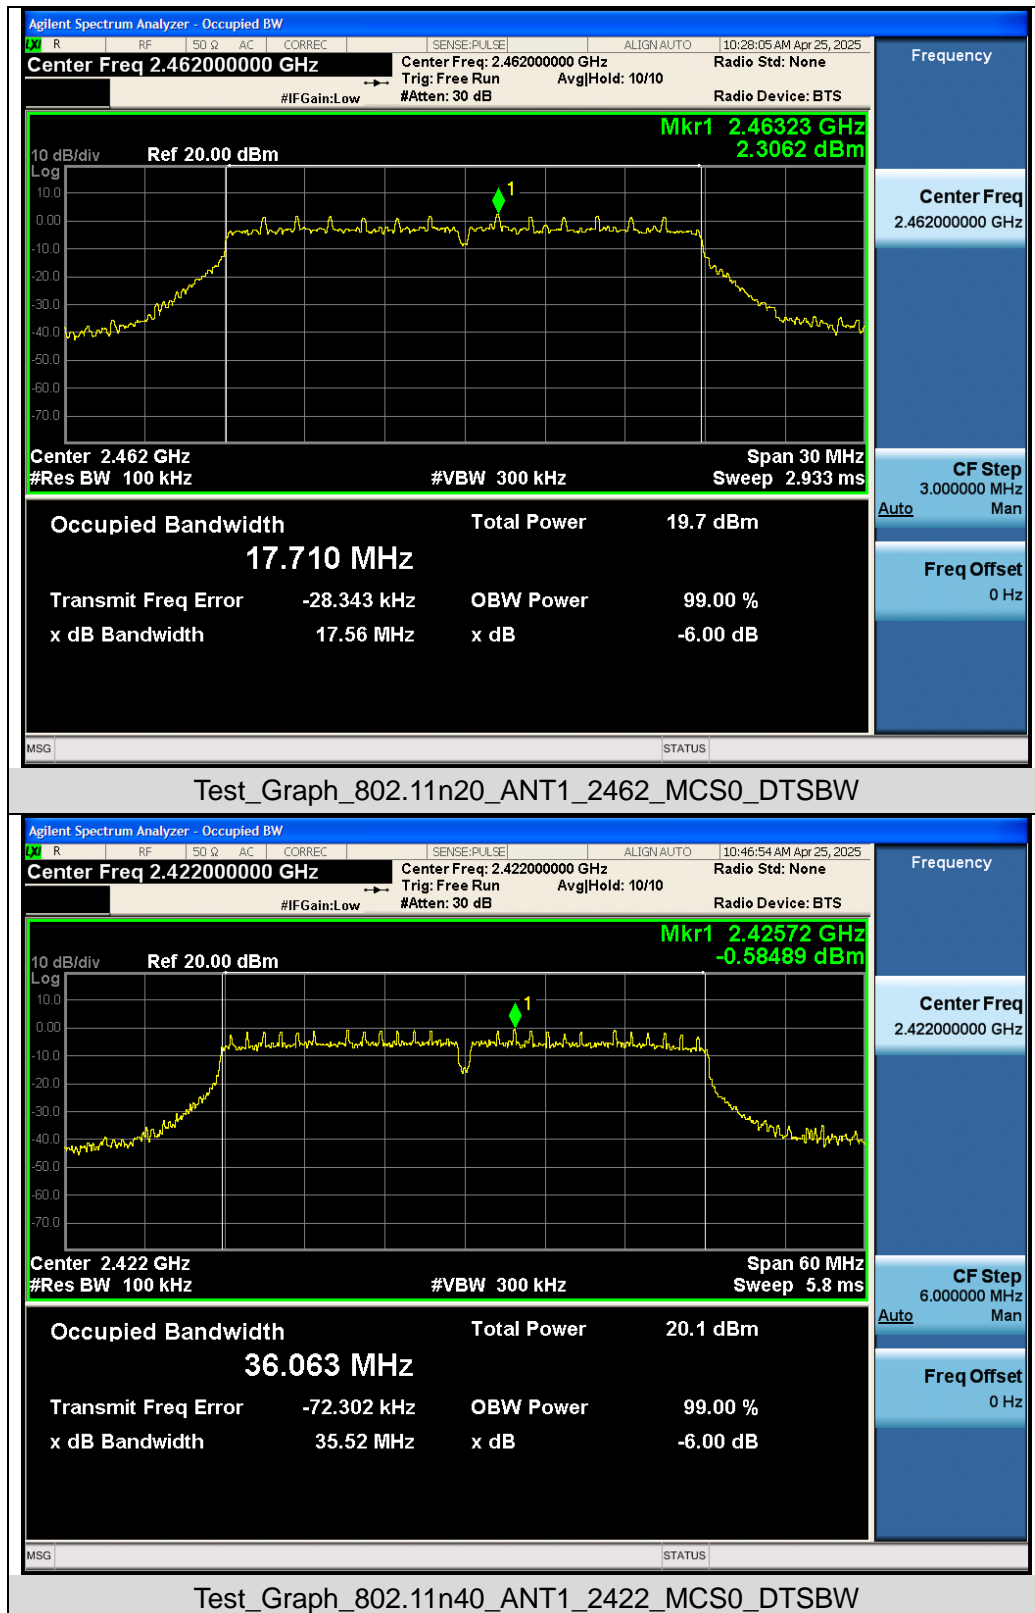 Agilent Spectrum Analyzer - Occupied BW
LXI R RF 50 Ω AC CORREC SENSE:PULSE ALIGN AUTO 10:28:05 AM Apr 25, 2025
Center Freq 2.462000000 GHz
Center Freq: 2.462000000 GHz
Radio Std: None
Trig: Free Run Avg|Hold: 10/10
#IFGain:Low #Atten: 30 dB
Radio Device: BTS
Frequency
Mkr1 2.46323 GHz
2.3062 dBm
10 dB/div Ref 20.00 dBm
Log
10.0
0.00
-10.0
-20.0
-30.0
-40.0
-50.0
-60.0
-70.0
1
Center Freq
2.462000000 GHz
Center 2.462 GHz Span 30 MHz
#Res BW 100 kHz #VBW 300 kHz Sweep 2.933 ms
CF Step
3.000000 MHz
Auto Man
Occupied Bandwidth Total Power 19.7 dBm
17.710 MHz
Transmit Freq Error -28.343 kHz OBW Power 99.00 %
x dB Bandwidth 17.56 MHz x dB -6.00 dB
Freq Offset
0 Hz
MSG STATUS
Test_Graph_802.11n20_ANT1_2462_MCS0_DTSBW
Agilent Spectrum Analyzer - Occupied BW
LXI R RF 50 Ω AC CORREC SENSE:PULSE ALIGN AUTO 10:46:54 AM Apr 25, 2025
Center Freq 2.422000000 GHz
Center Freq: 2.422000000 GHz
Radio Std: None
Trig: Free Run Avg|Hold: 10/10
#IFGain:Low #Atten: 30 dB
Radio Device: BTS
Frequency
Mkr1 2.42572 GHz
-0.58489 dBm
10 dB/div Ref 20.00 dBm
Log
10.0
0.00
-10.0
-20.0
-30.0
-40.0
-50.0
-60.0
-70.0
1
Center Freq
2.422000000 GHz
Center 2.422 GHz Span 60 MHz
#Res BW 100 kHz #VBW 300 kHz Sweep 5.8 ms
CF Step
6.000000 MHz
Auto Man
Occupied Bandwidth Total Power 20.1 dBm
36.063 MHz
Transmit Freq Error -72.302 kHz OBW Power 99.00 %
x dB Bandwidth 35.52 MHz x dB -6.00 dB
Freq Offset
0 Hz
MSG STATUS
Test_Graph_802.11n40_ANT1_2422_MCS0_DTSBW